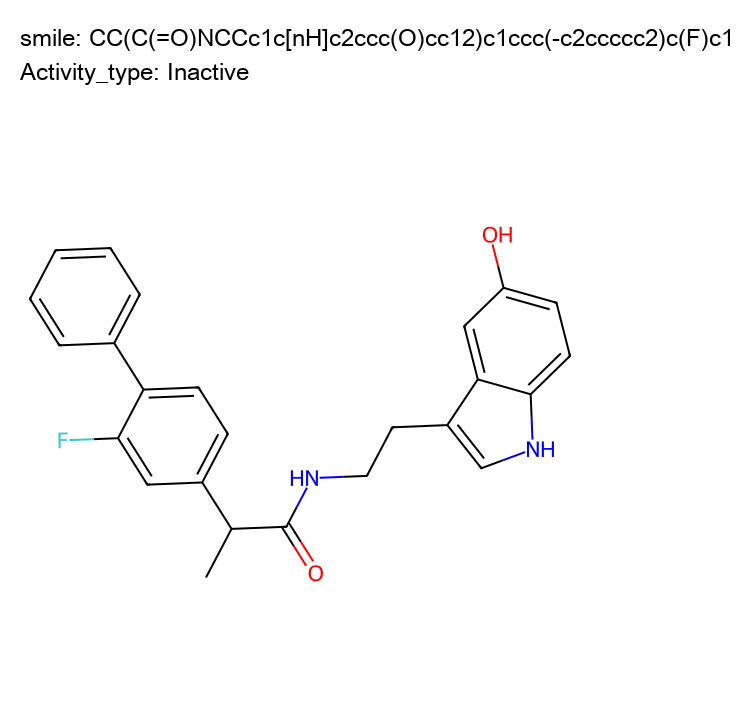 smile: CC(C(=O)NCCc1c[nH]c2ccc(O)cc12)c1ccc(-c2ccccc2)c(F)c1
Activity_type: Inactive
OH
F
HN
NH
O